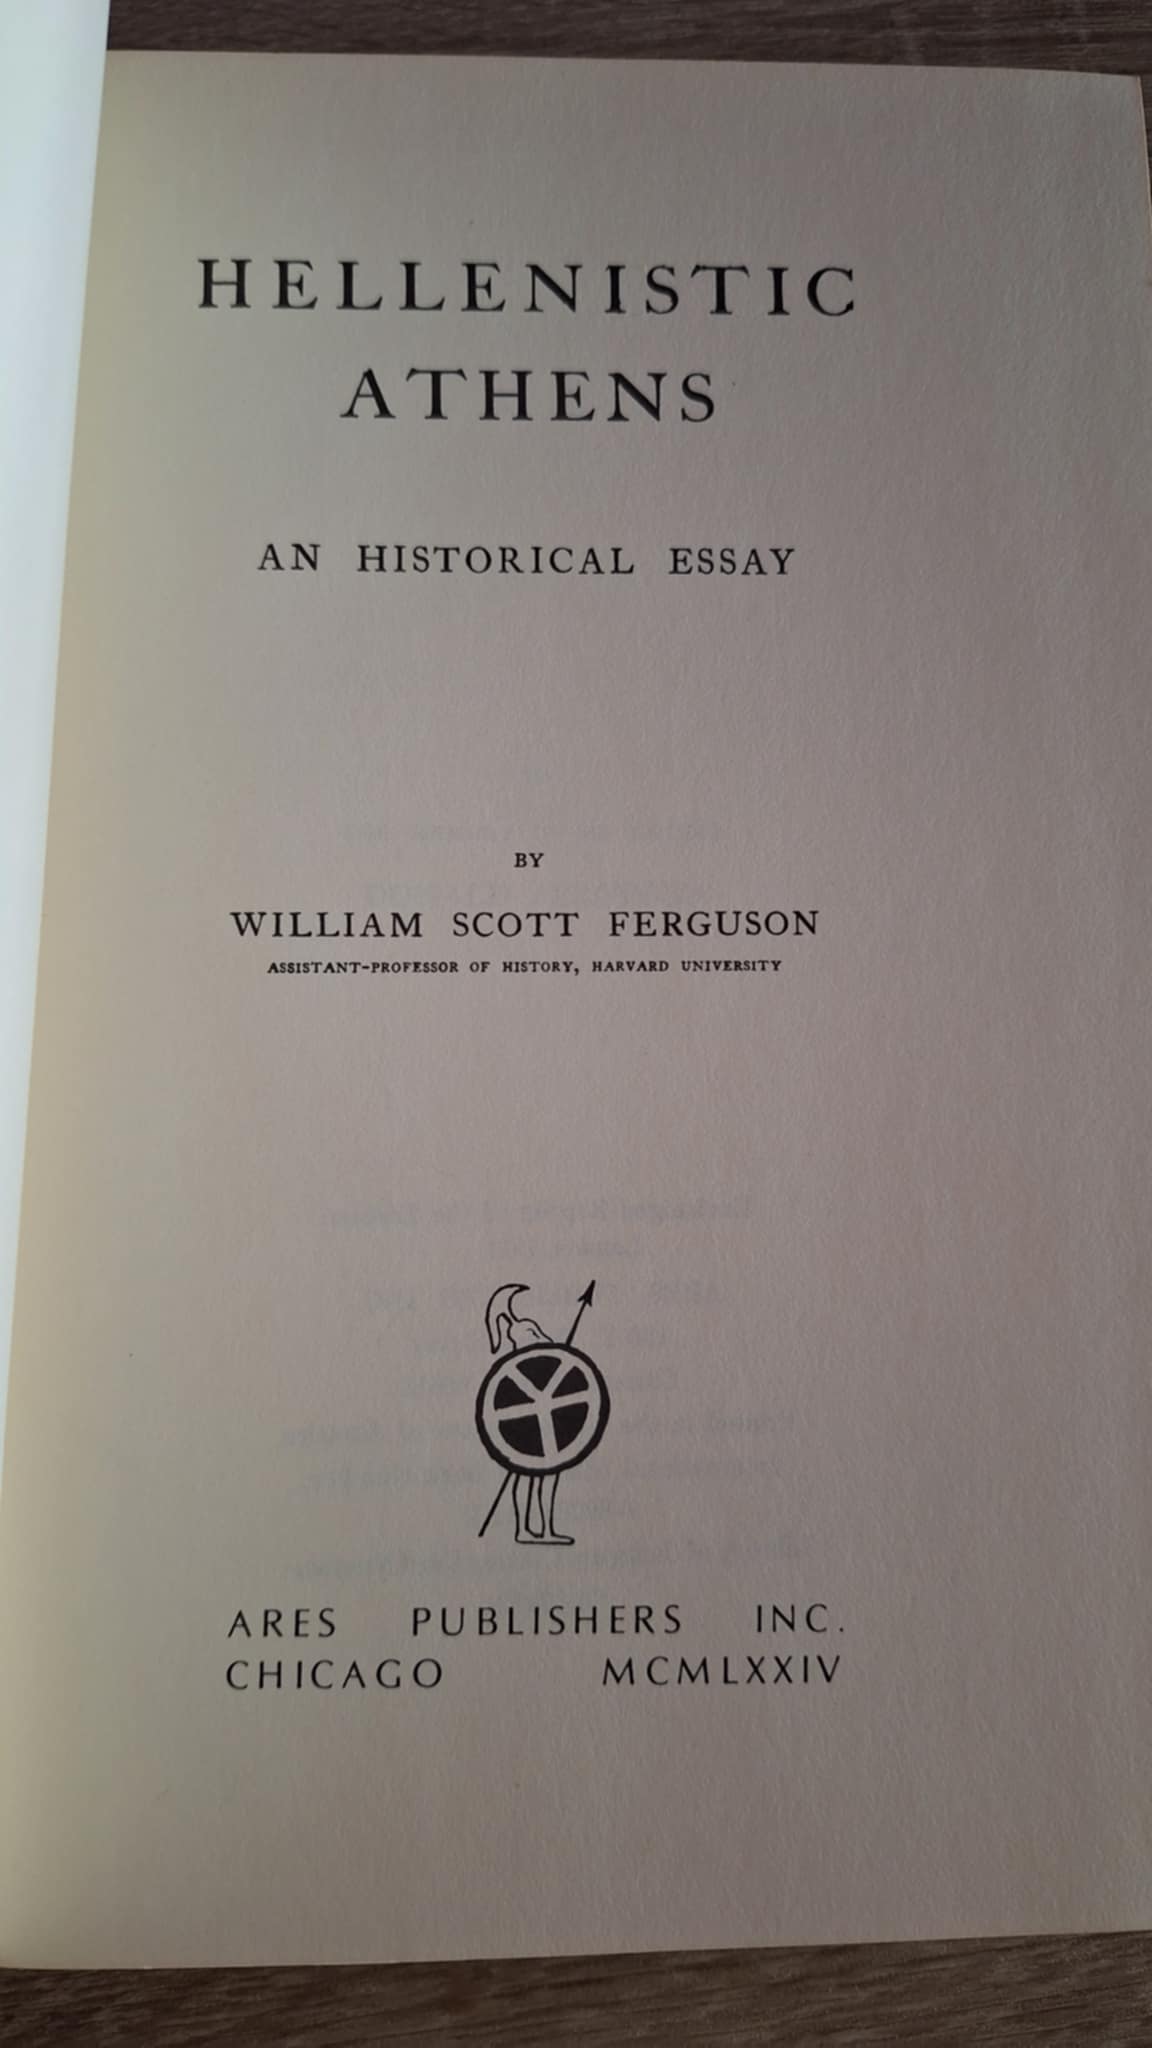 HELLENISTIC
ATHENS
AN HISTORICAL ESSAY
BY
WILLIAM SCOTT FERGUSON
ASSISTANT-PROFESSOR OF HISTORY, HARVARD UNIVERSITY
ARES PUBLISHERS INC.
CHICAGO MCMLXXIV